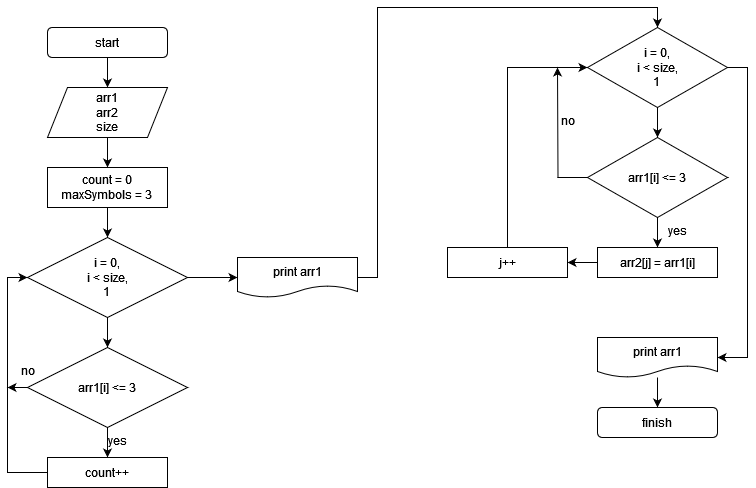 start
arr1
arr2
size
count = 0
maxSymbols = 3
i = 0,
i < size,
1
print arr1
arr1[i] <= 3
no
yes
count++
i = 0,
i < size,
1
no
arr1[i] <= 3
yes
arr2[j] = arr1[i]
j++
print arr1
finish